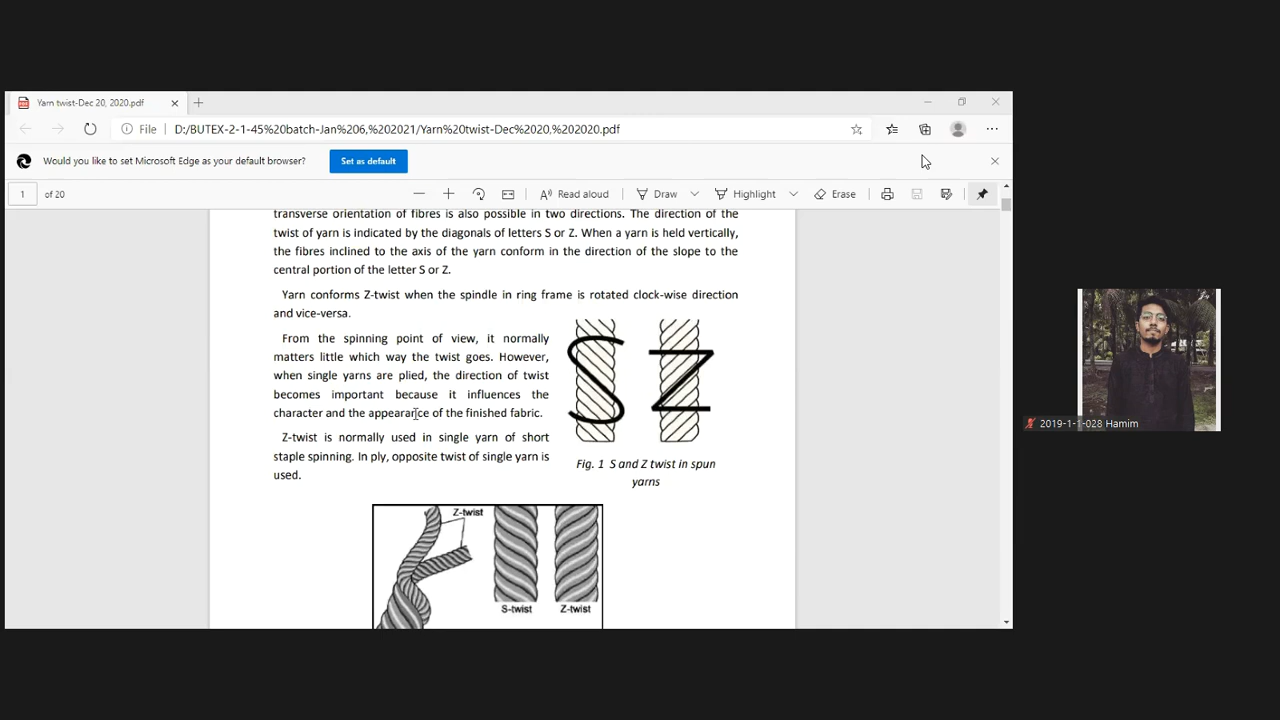 Yarn twist-Dec 20, 2020.pdf
File D:/BUTEX-2-1-45%20batch-Jan%206,%202021/Yarn%20twist-Dec%2020,%202020.pdf
Would you like to set Microsoft Edge as your default browser? Set as default
1 of 20 Read aloud Draw Highlight Erase
transverse orientation of fibres is also possible in two directions. The direction of the
twist of yarn is indicated by the diagonals of letters S or Z. When a yarn is held vertically,
the fibres inclined to the axis of the yarn conform in the direction of the slope to the
central portion of the letter S or Z.
Yarn conforms Z-twist when the spindle in ring frame is rotated clock-wise direction
and vice-versa.
From the spinning point of view, it normally
matters little which way the twist goes. However,
when single yarns are plied, the direction of twist
becomes important because it influences the
character and the appearance of the finished fabric.
Z-twist is normally used in single yarn of short
staple spinning. In ply, opposite twist of single yarn is
used.
S Z
Fig. 1 S and Z twist in spun
yarns
Z-twist
S-twist Z-twist
2019-1-1-028 Hamim